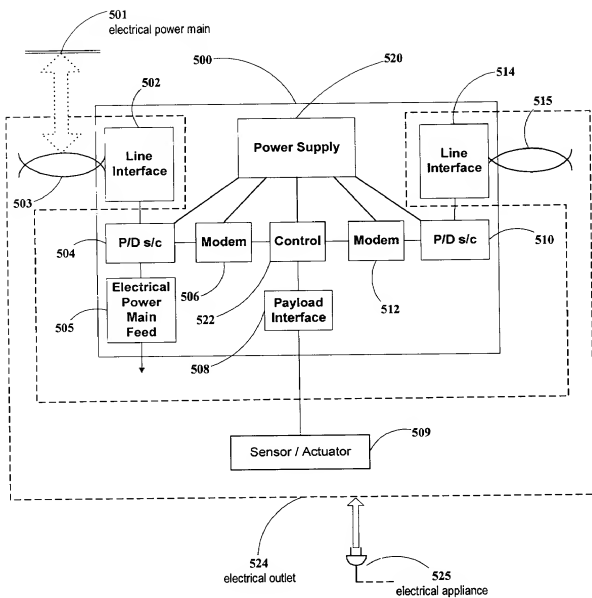 501
electrical power main
500
520
502
514
515
Line
Interface
Power Supply
Line
Interface
503
504
P/D s/c
Modem
Control
Modem
P/D s/c
510
506
512
Electrical
Power
Main
Feed
505
522
Payload
Interface
508
509
Sensor / Actuator
524
electrical outlet
525
electrical appliance